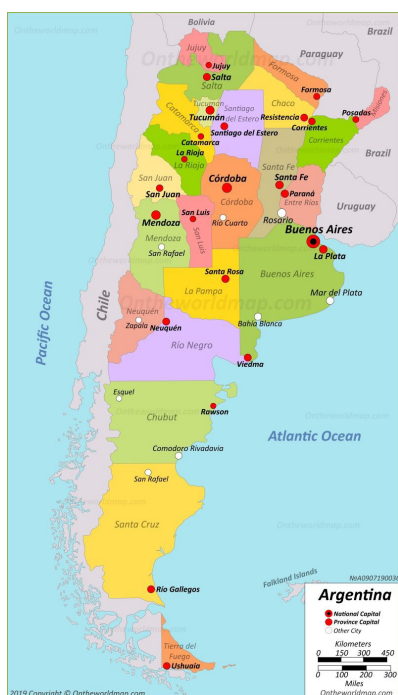 Ontheworldmap.com
Bolivia
Brazil
Paraguay
Jujuy
Jujuy
Salta
Salta
Formosa
Formosa
Chaca
Resistencia
Corrientes
Corrientes
Posadas
Misiones
Tucumán
Tucumán
Santiago
del Estero
Santiago del Estero
Catamarca
Catamarca
La Rioja
La Rioja
Brazil
Uruguay
San Juan
San Juan
Córdoba
Córdoba
Santa Fe
Santa Fe
Paraná
Entre Ríos
Rosario
Mendoza
Mendoza
San Luis
San Luis
Río Cuarto
San Rafael
Buenos Aires
La Plata
Buenos Aires
Santa Rosa
La Pampa
Mar del Plata
Bahía Blanca
Ontheworldmap.com
Chile
Pacific Ocean
Neuquén
Zapala
Neuquén
Río Negro
Viedma
Esquel
Chubut
Rawson
Comodoro Rivadavia
Atlantic Ocean
San Rafael
Santa Cruz
Río Gallegos
Falkland Islands
Tierra del
Fuego
Ushuaia
Argentina
National Capital
Province Capital
Other City
Kilometers
0 150 300 450
0 100 200 300
Miles
2019 Copyright © Ontheworldmap.com
Ontheworldmap.com